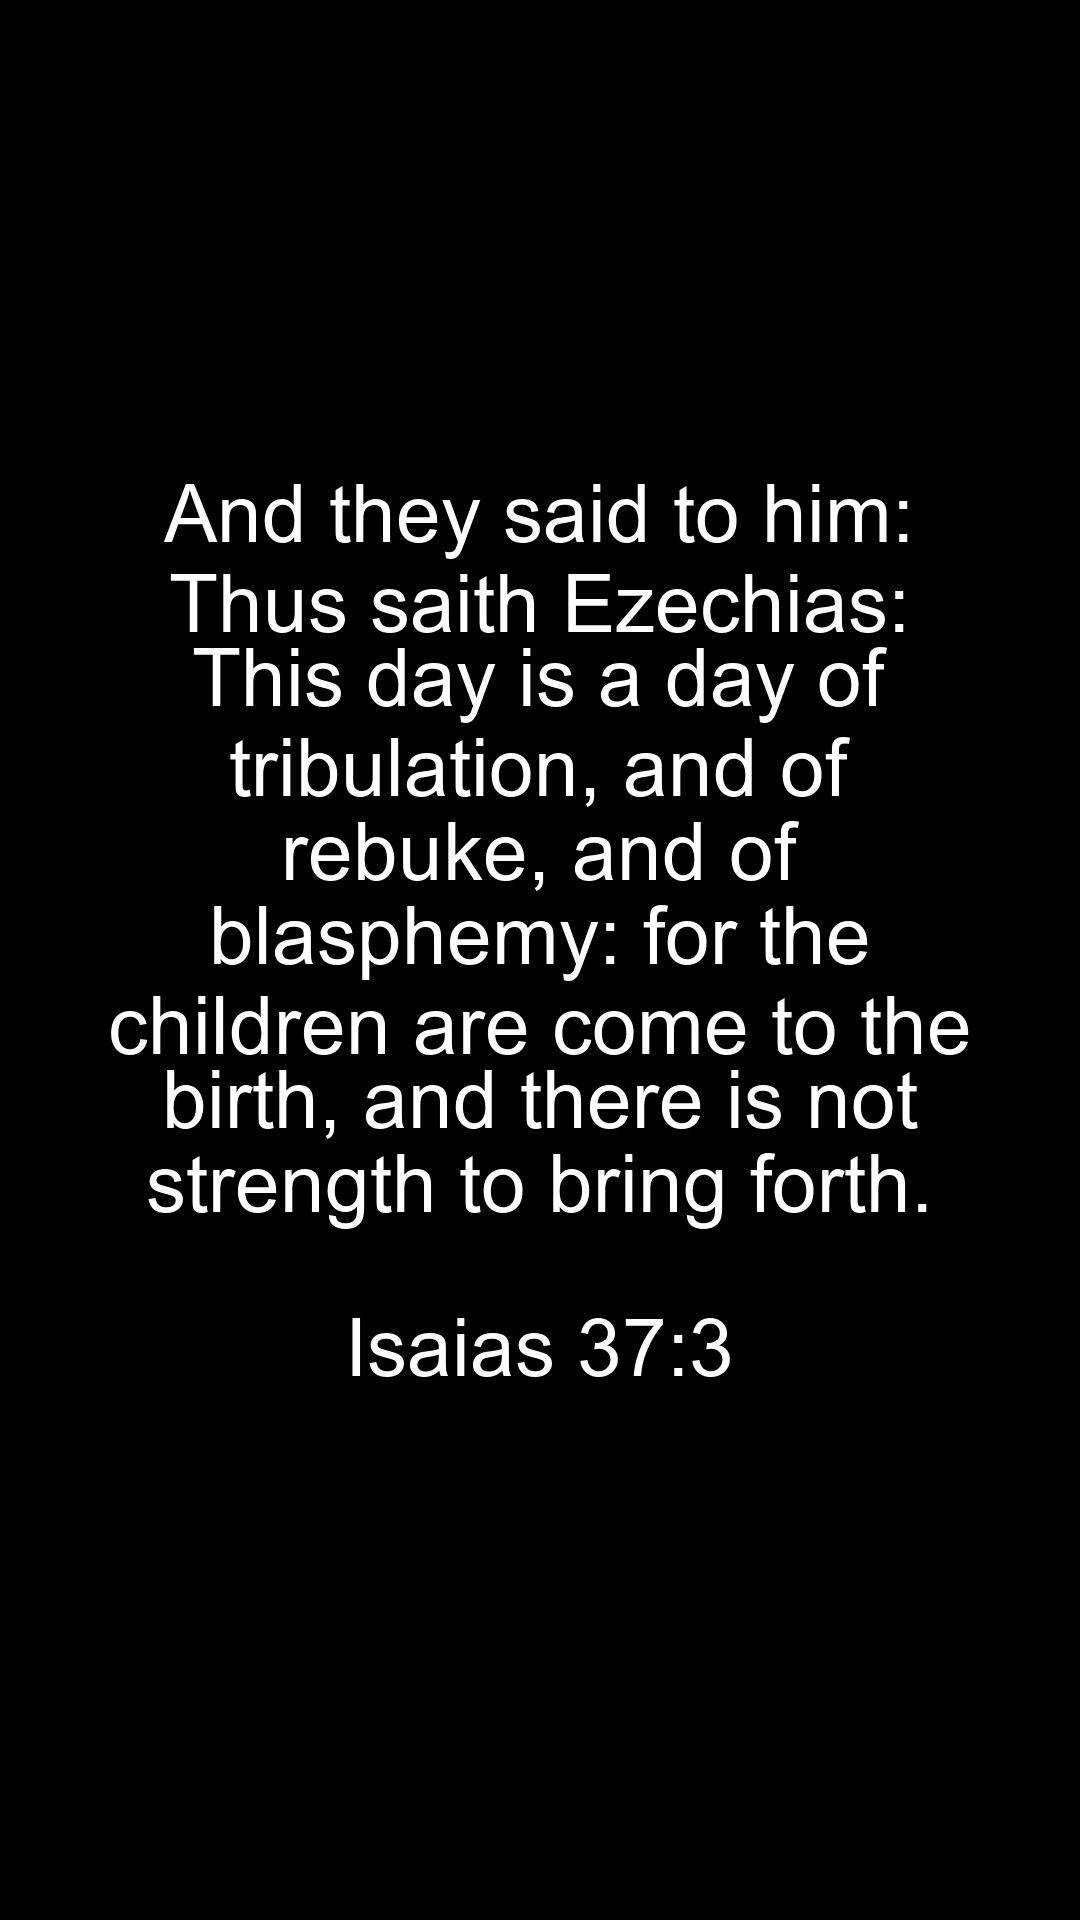 And they said to him:
Thus saith Ezechias:
This day is a day of
tribulation, and of
rebuke, and of
blasphemy: for the
children are come to the
birth, and there is not
strength to bring forth.
Isaias 37:3